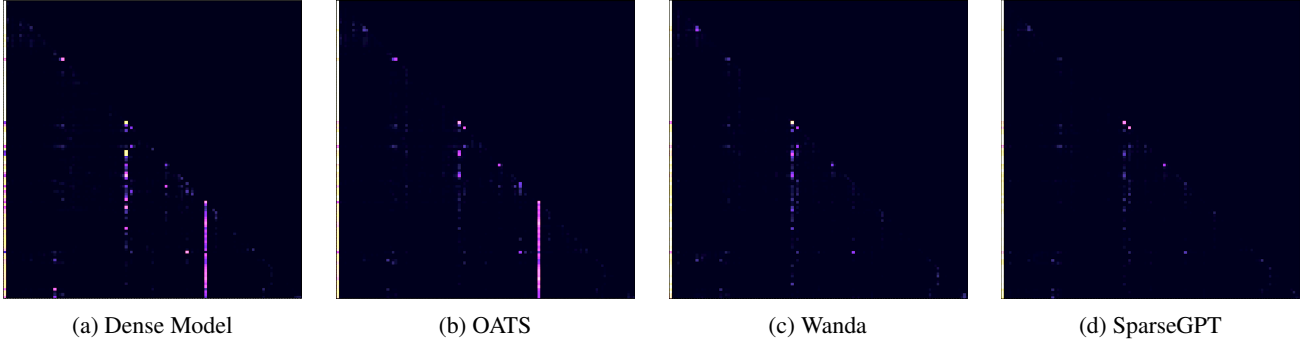 (a) Dense Model
(b) OATS
(c) Wanda
(d) SparseGPT